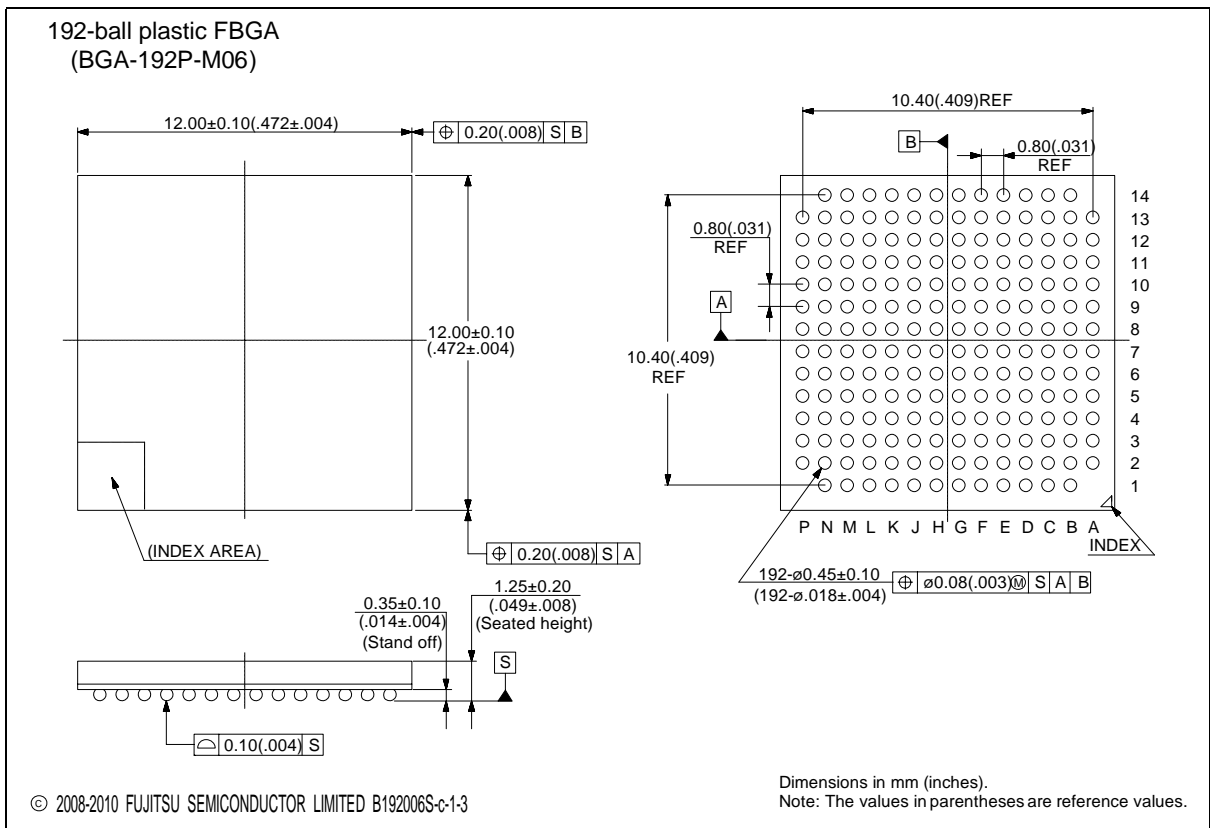 192-ball plastic FBGA
(BGA-192P-M06)
12.00±0.10(.472±.004)
⌖ 0.20(.008) S B
12.00±0.10
(.472±.004)
(INDEX AREA)
⌖ 0.20(.008) S A
10.40(.409)REF
B
0.80(.031)
REF
0.80(.031)
REF
A
10.40(.409)
REF
14
13
12
11
10
9
8
7
6
5
4
3
2
1
P N M L K J H G F E D C B A
INDEX
192-ø0.45±0.10
(192-ø.018±.004)
⌖ ø0.08(.003)Ⓜ S A B
0.35±0.10
(.014±.004)
(Stand off)
1.25±0.20
(.049±.008)
(Seated height)
S
⌓ 0.10(.004) S
© 2008-2010 FUJITSU SEMICONDUCTOR LIMITED B192006S-c-1-3
Dimensions in mm (inches).
Note: The values in parentheses are reference values.